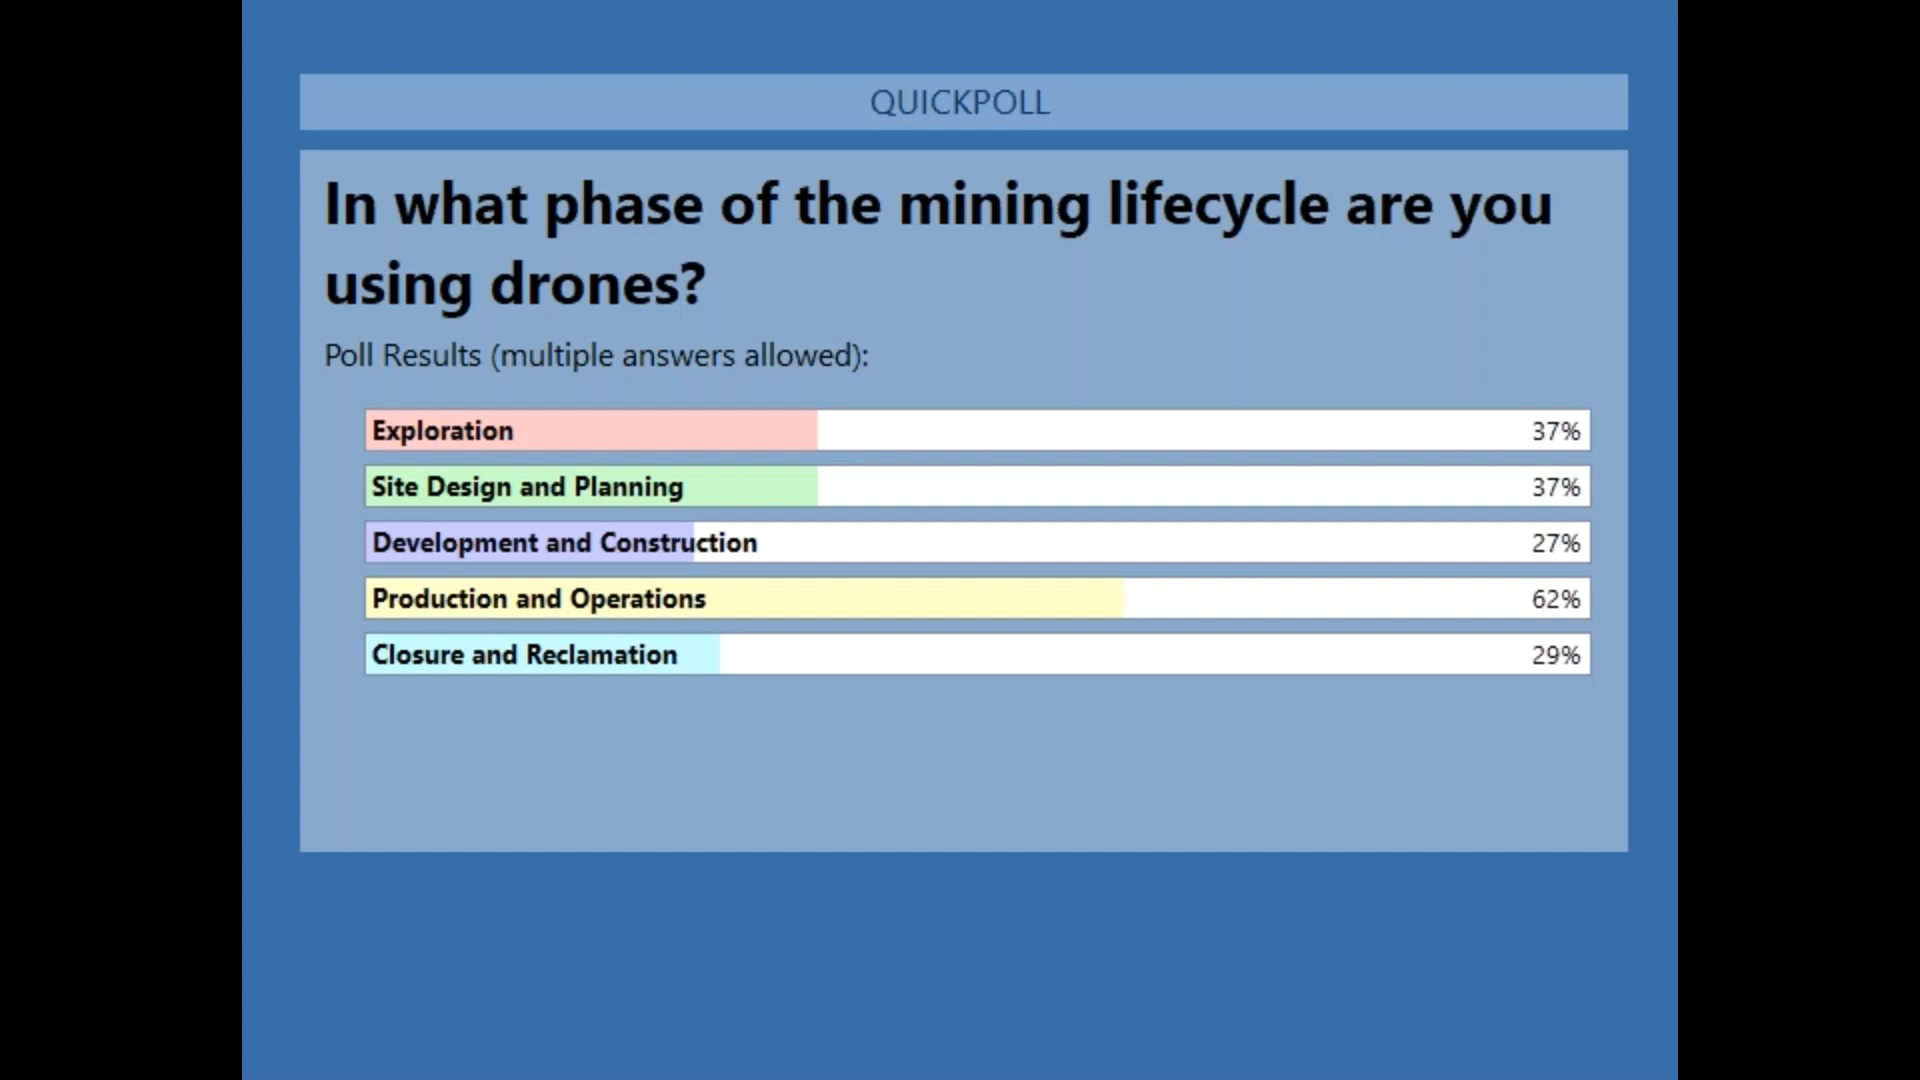 QUICKPOLL
In what phase of the mining lifecycle are you
using drones?
Poll Results (multiple answers allowed):
Exploration 37%
Site Design and Planning 37%
Development and Construction 27%
Production and Operations 62%
Closure and Reclamation 29%